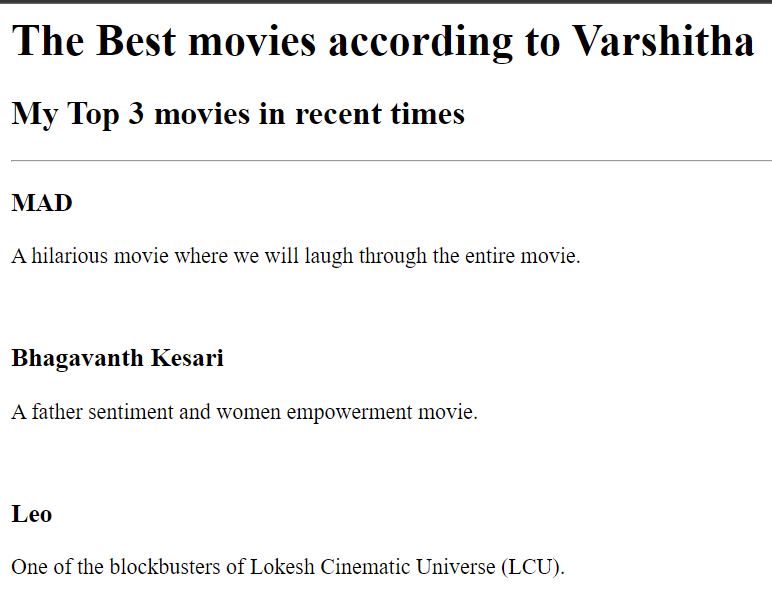 The Best movies according to Varshitha
My Top 3 movies in recent times
MAD
A hilarious movie where we will laugh through the entire movie.
Bhagavanth Kesari
A father sentiment and women empowerment movie.
Leo
One of the blockbusters of Lokesh Cinematic Universe (LCU).